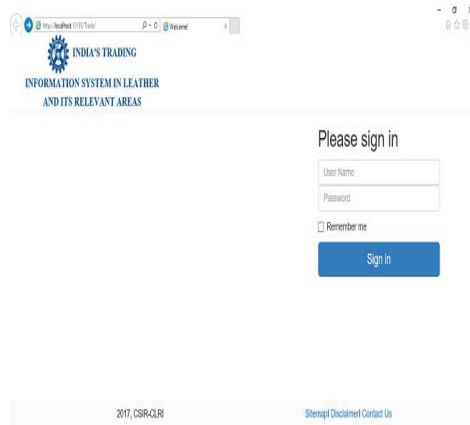 Welcome!
INDIA'S TRADING
INFORMATION SYSTEM IN LEATHER
AND ITS RELEVANT AREAS
Please sign in
User Name
Password
Remember me
Sign in
2017, CSIR-CLRI
Sitemap| Disclaimer| Contact Us